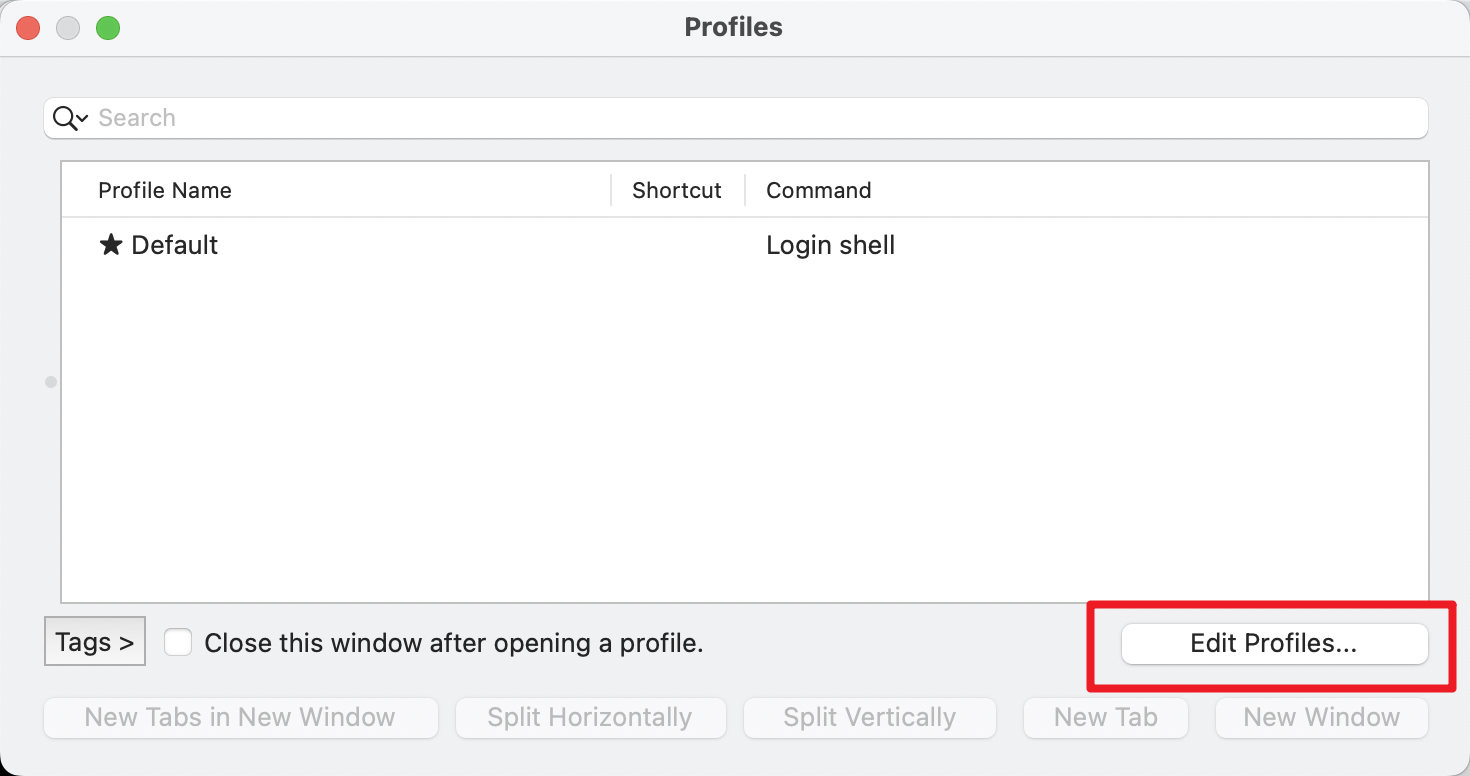 Profiles
Search
Profile Name Shortcut Command
★ Default Login shell
Tags > Close this window after opening a profile. Edit Profiles...
New Tabs in New Window Split Horizontally Split Vertically New Tab New Window